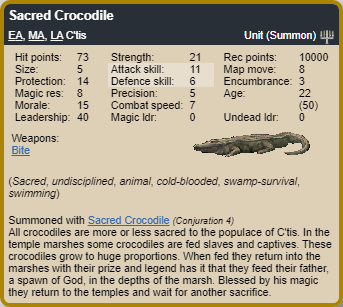 Sacred Crocodile
EA, MA, LA C'tis Unit (Summon)
Hit points: 73 Strength: 21 Rec points: 10000
Size: 5 Attack skill: 11 Map move: 8
Protection: 14 Defence skill: 6 Encumbrance: 3
Magic res: 8 Precision: 5 Age: 22
Morale: 15 Combat speed: 7 (50)
Leadership: 40 Magic ldr: 0 Undead ldr: 0
Weapons:
Bite
(Sacred, undisciplined, animal, cold-blooded, swamp-survival,
swimming)
Summoned with Sacred Crocodile (Conjuration 4)
All crocodiles are more or less sacred to the populace of C'tis. In the
temple marshes some crocodiles are fed slaves and captives. These
crocodiles grow to huge proportions. When fed they return into the
marshes with their prize and legend has it that they feed their father,
a spawn of God, in the depths of the marsh. Blessed by his magic
they return to the temples and wait for another sacrifice.